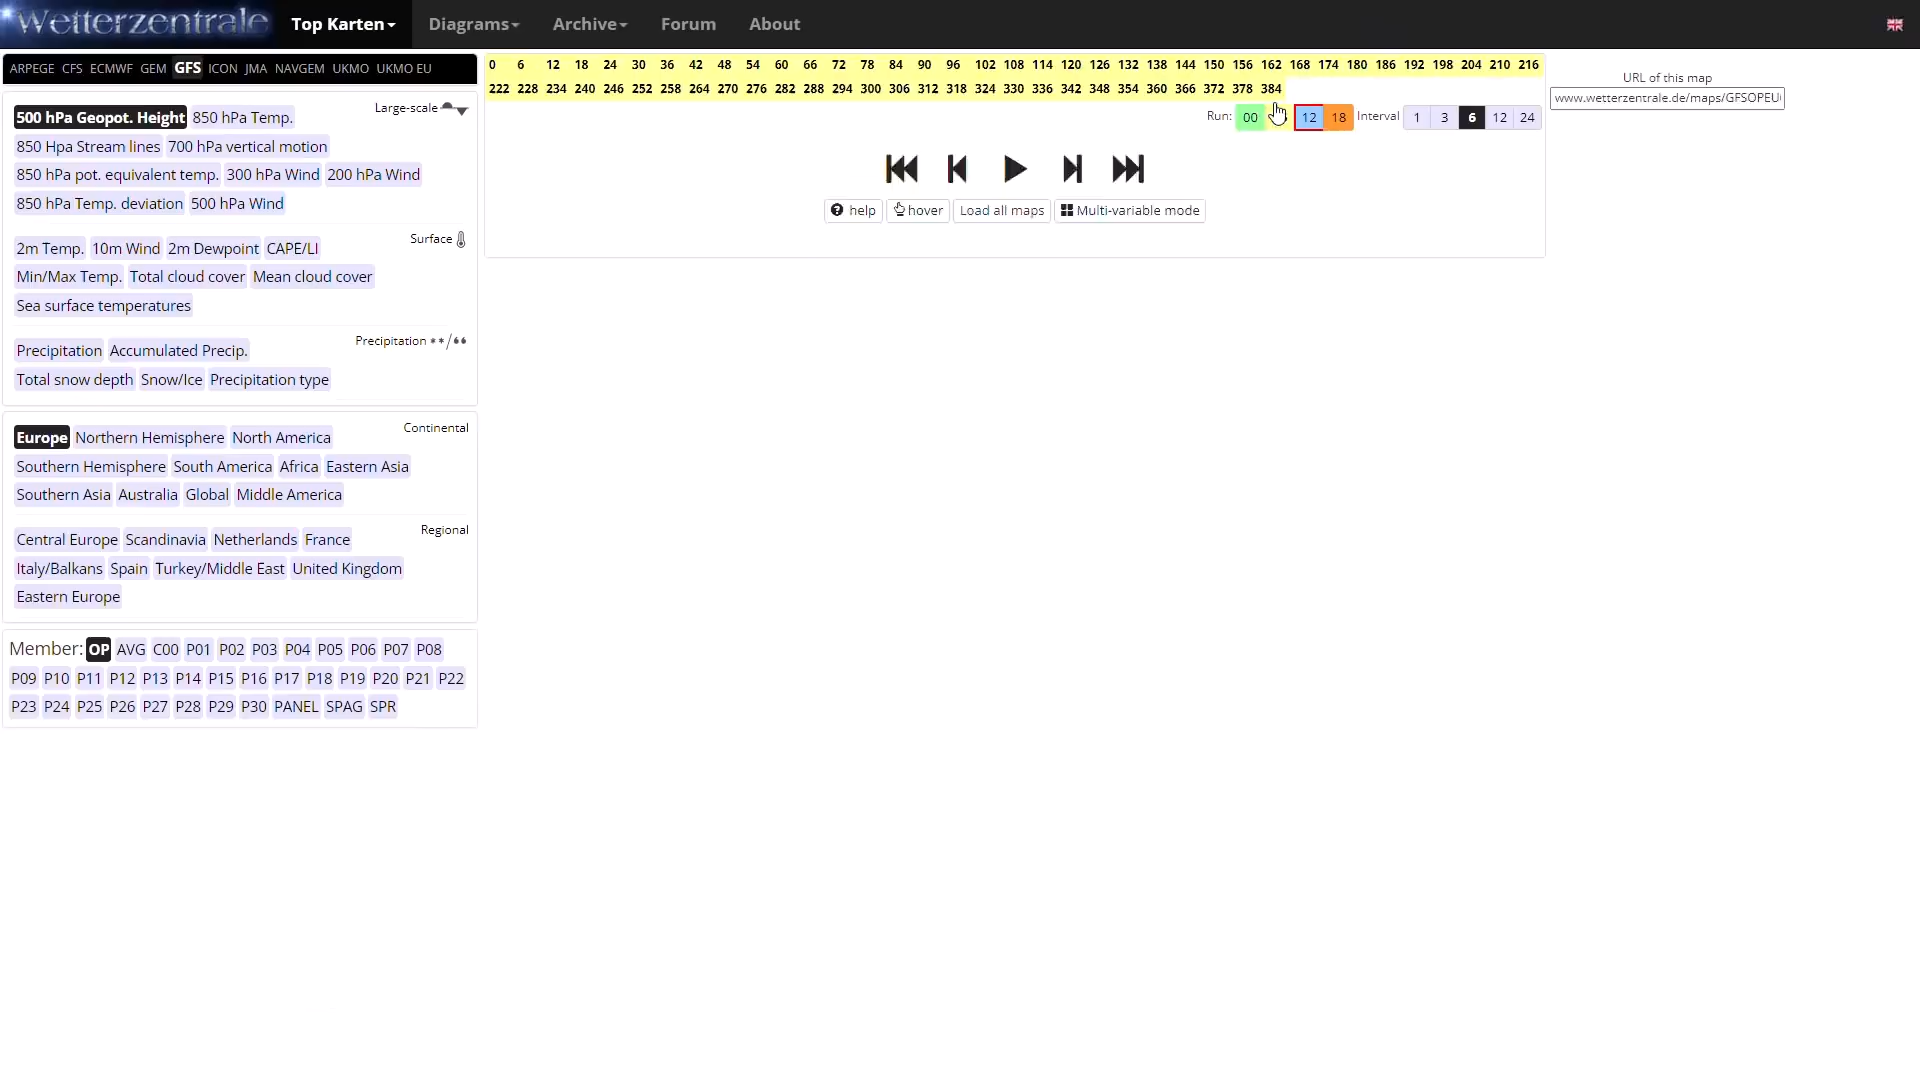 Wetterzentrale Top Karten Diagrams Archive Forum About
ARPEGE CFS ECMWF GEM GFS ICON JMA NAVGEM UKMO UKMO EU
Large-scale
500 hPa Geopot. Height 850 hPa Temp.
850 Hpa Stream lines 700 hPa vertical motion
850 hPa pot. equivalent temp. 300 hPa Wind 200 hPa Wind
850 hPa Temp. deviation 500 hPa Wind
Surface
2m Temp. 10m Wind 2m Dewpoint CAPE/LI
Min/Max Temp. Total cloud cover Mean cloud cover
Sea surface temperatures
Precipitation **/
Precipitation Accumulated Precip.
Total snow depth Snow/Ice Precipitation type
Continental
Europe Northern Hemisphere North America
Southern Hemisphere South America Africa Eastern Asia
Southern Asia Australia Global Middle America
Regional
Central Europe Scandinavia Netherlands France
Italy/Balkans Spain Turkey/Middle East United Kingdom
Eastern Europe
Member: OP AVG C00 P01 P02 P03 P04 P05 P06 P07 P08
P09 P10 P11 P12 P13 P14 P15 P16 P17 P18 P19 P20 P21 P22
P23 P24 P25 P26 P27 P28 P29 P30 PANEL SPAG SPR
0 6 12 18 24 30 36 42 48 54 60 66 72 78 84 90 96 102 108 114 120 126 132 138 144 150 156 162 168 174 180 186 192 198 204 210 216
222 228 234 240 246 252 258 264 270 276 282 288 294 300 306 312 318 324 330 336 342 348 354 360 366 372 378 384
Run: 00 12 18 Interval 1 3 6 12 24
help hover Load all maps Multi-variable mode
URL of this map
www.wetterzentrale.de/maps/GFSOPEU